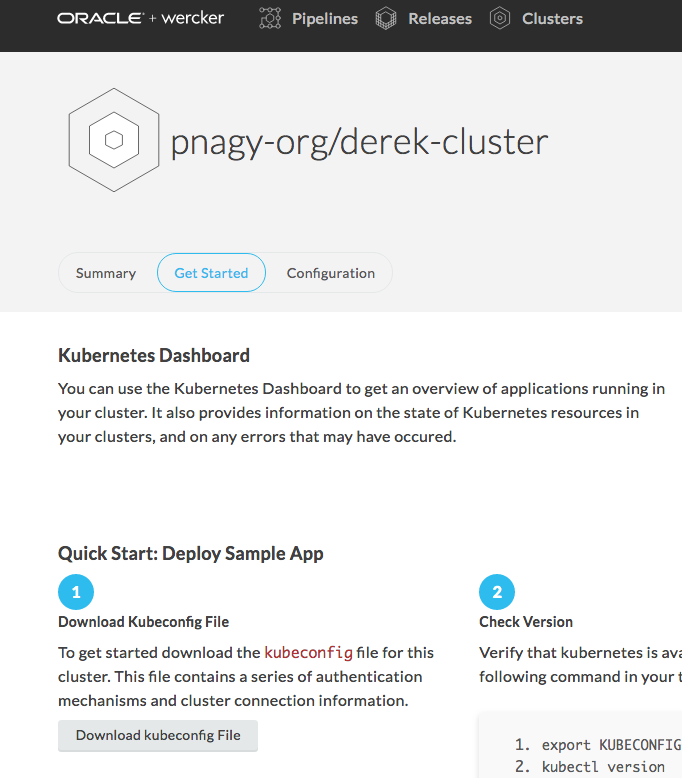 ORACLE + wercker Pipelines Releases Clusters
pnagy-org/derek-cluster
Summary Get Started Configuration
Kubernetes Dashboard
You can use the Kubernetes Dashboard to get an overview of applications running in
your cluster. It also provides information on the state of Kubernetes resources in
your clusters, and on any errors that may have occured.
Quick Start: Deploy Sample App
1
Download Kubeconfig File
To get started download the kubeconfig file for this
cluster. This file contains a series of authentication
mechanisms and cluster connection information.
Download kubeconfig File
2
Check Version
Verify that kubernetes is
following command in your
1. export KUBECONFIG
2. kubectl version